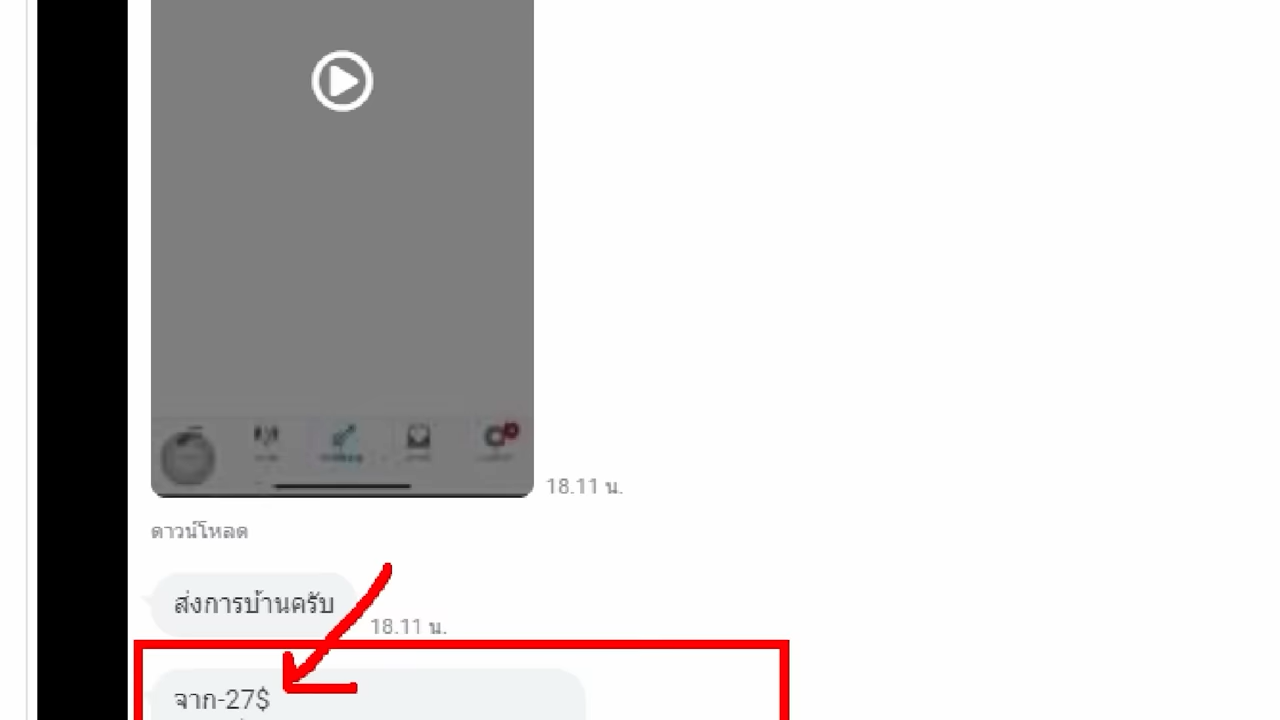 18.11 น.
ดาวน์โหลด
ส่งการบ้านครับ
18.11 น.
จาก-27$